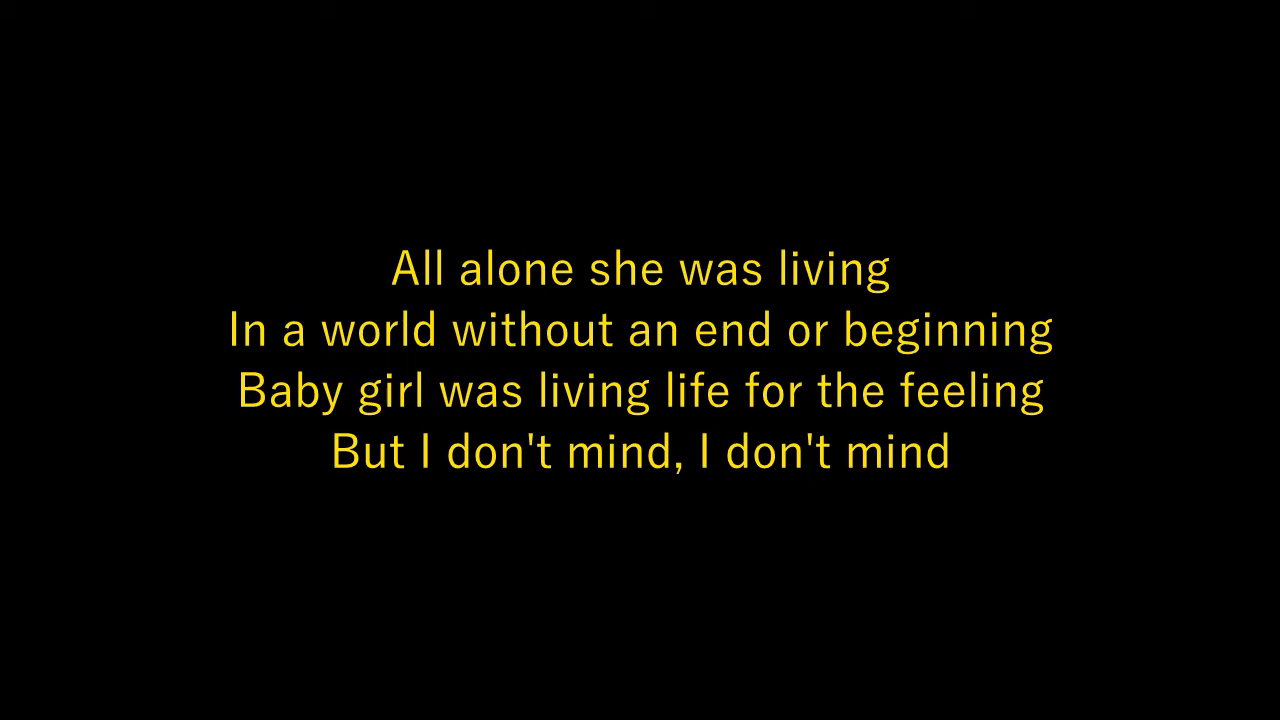 All alone she was living
In a world without an end or beginning
Baby girl was living life for the feeling
But I don't mind, I don't mind